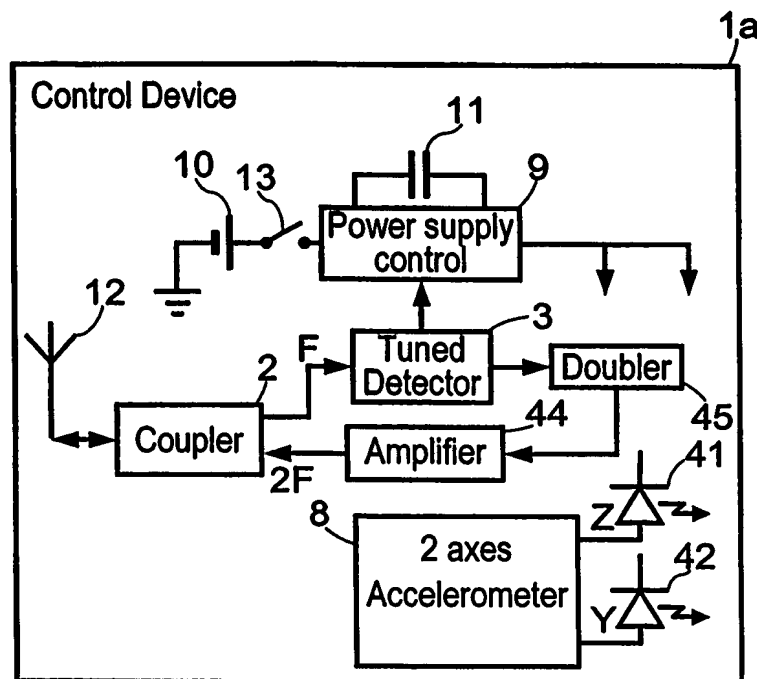 1a
Control Device
11
10
13
9
Power supply
control
12
F
3
2
Tuned
Detector
Doubler
44
45
Coupler
Amplifier
2F
41
8
Z
2 axes
Accelerometer
42
Y